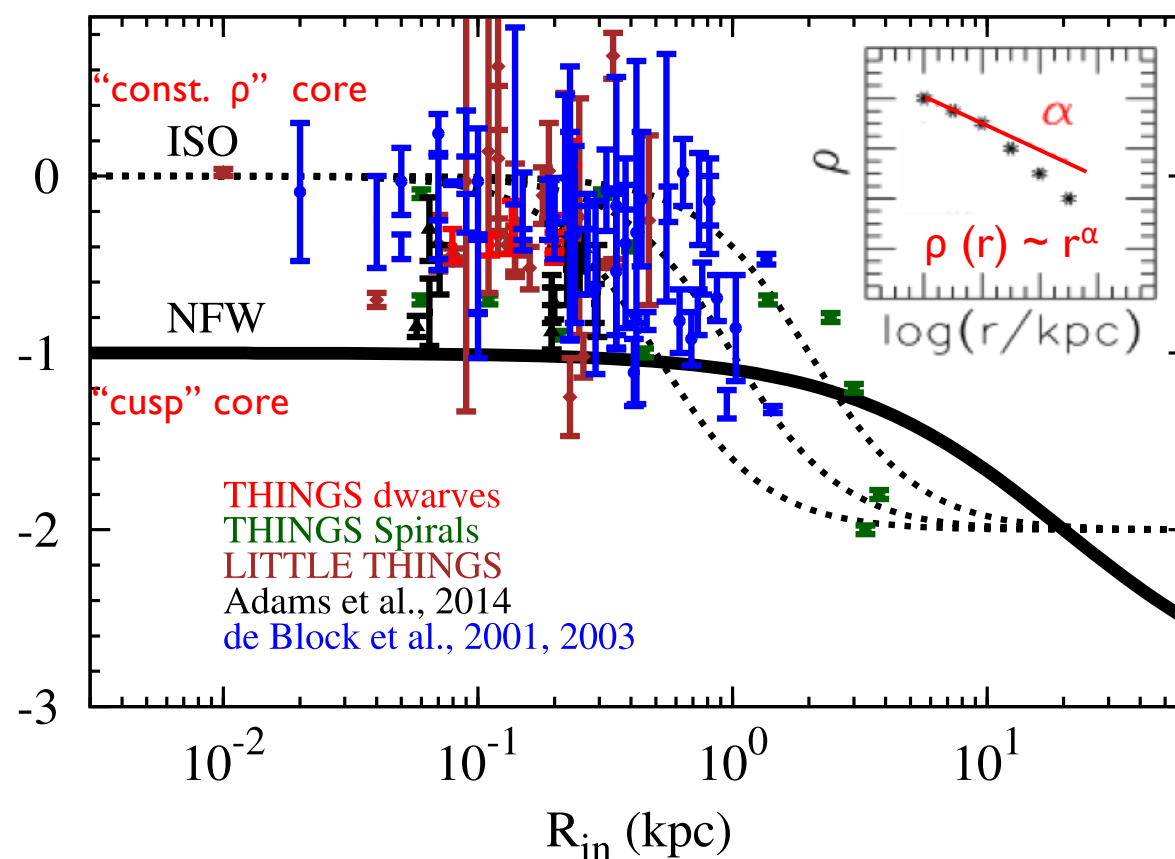 “const. ρ” core
ISO
NFW
“cusp” core
THINGS dwarves
THINGS Spirals
LITTLE THINGS
Adams et al., 2014
de Block et al., 2001, 2003
α
ρ
ρ (r) ~ r^α
log(r/kpc)
0
-1
-2
-3
10^-2 10^-1 10^0 10^1
R_in (kpc)